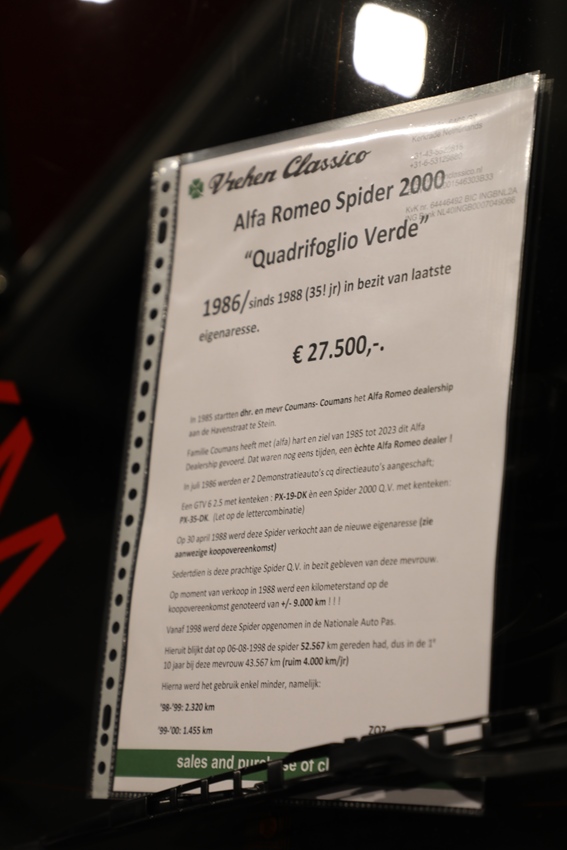 Vrehen Classico
Alfa Romeo Spider 2000
“Quadrifoglio Verde”
1986/sinds 1988 (35! jr) in bezit van laatste
eigenaresse.
€ 27.500,-.
In 1985 startten dhr. en mevr Coumans- Coumans het Alfa Romeo dealership
aan de Havenstraat te Stein.
Familie Coumans heeft met (alfa) hart en ziel van 1985 tot 2023 dit Alfa
Dealership gevoerd. Dat waren nog eens tijden, een èchte Alfa Romeo dealer !
In juli 1986 werden er 2 Demonstratieauto's cq directieauto's aangeschaft;
Een GTV 6 2.5 met kenteken : PX-19-DK èn een Spider 2000 Q.V. met kenteken:
PX-35-DK. (Let op de lettercombinatie)
Op 30 april 1988 werd deze Spider verkocht aan de nieuwe eigenaresse (zie
aanwezige koopovereenkomst)
Sedertdien is deze prachtige Spider Q.V. in bezit gebleven van deze mevrouw.
Op moment van verkoop in 1988 werd een kilometerstand op de
koopovereenkomst genoteerd van +/- 9.000 km ! ! !
Vanaf 1998 werd deze Spider opgenomen in de Nationale Auto Pas.
Hieruit blijkt dat op 06-08-1998 de spider 52.567 km gereden had, dus in de 1e
10 jaar bij deze mevrouw 43.567 km (ruim 4.000 km/jr)
Hierna werd het gebruik enkel minder, namelijk:
'98-'99: 2.320 km
'99-'00: 1.455 km
ZOZ
sales and purchase of cl